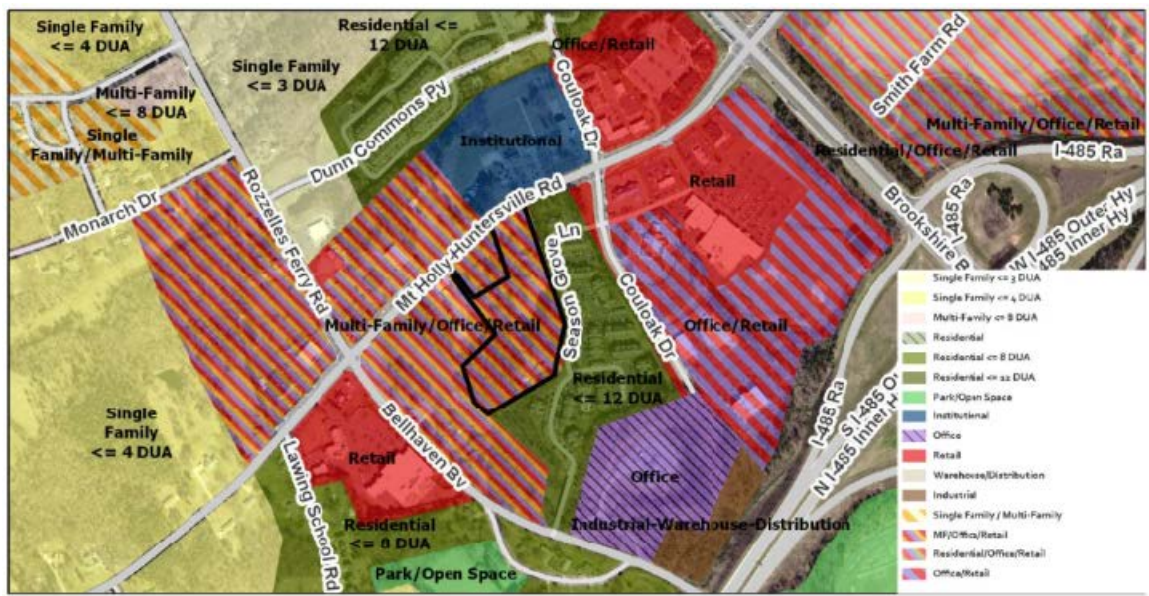 Single Family
<= 4 DUA
Residential <=
12 DUA
Office/Retail
Smith Farm Rd
Single Family
<= 3 DUA
Multi-Family
<= 8 DUA
Couloak Dr
Dunn Commons Py
Institutional
Multi-Family/Office/Retail
Single
Family/Multi-Family
Residential/Office/Retail
I-485 Ra
Retail
Monarch Dr
Rozzelles Ferry Rd
Mt Holly-Huntersville Rd
Season Grove
Ln
Brookshire B
I-485 Ra
N I-485 Outer Hy
485 Inner Hy
Couloak Dr
Multi-Family/Office/Retail
Office/Retail
Residential
<= 12 DUA
Single
Family
<= 4 DUA
Bellhaven Bv
Retail
Lawing School Rd
Office
I-485 Ra
S I-485 Ou
N I-485 Inner H
Residential
<= 8 DUA
Industrial-Warehouse-Distribution
Park/Open Space
Single Family <= 3 DUA
Single Family <= 4 DUA
Multi-Family <= 8 DUA
Residential
Residential <= 8 DUA
Residential <= 12 DUA
Park/Open Space
Institutional
Office
Retail
Warehouse/Distribution
Industrial
Single Family / Multi-Family
MF/Office/Retail
Residential/Office/Retail
Office/Retail